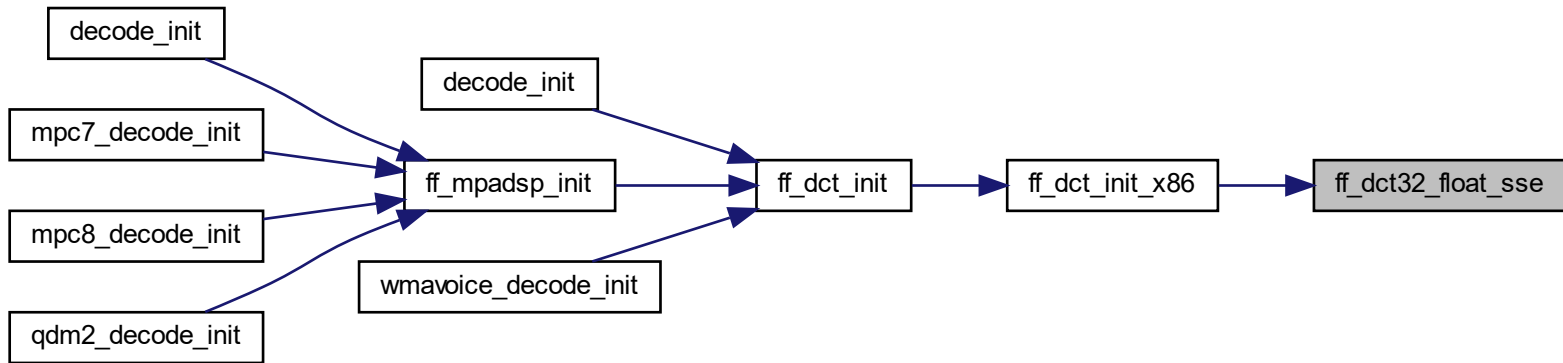 decode_init
mpc7_decode_init
mpc8_decode_init
qdm2_decode_init
decode_init
ff_mpadsp_init
wmavoice_decode_init
ff_dct_init
ff_dct_init_x86
ff_dct32_float_sse